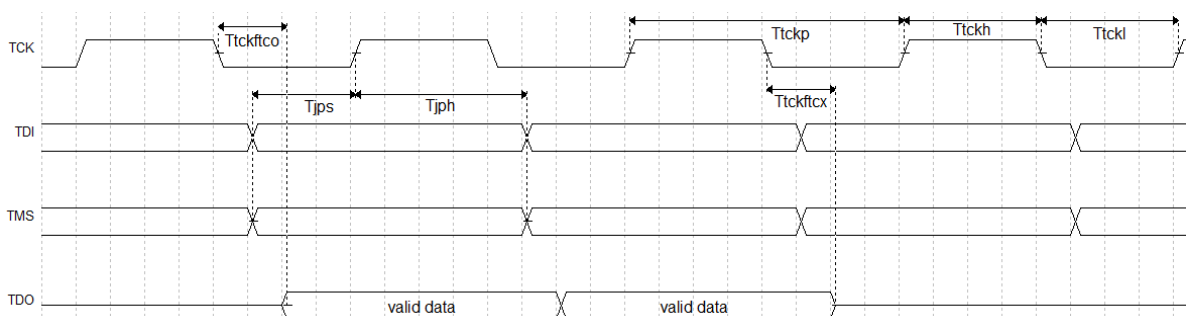 TCK
Ttckftco
Ttckp
Ttckh
Ttckl
Tjps
Tjph
Ttckftcx
TDI
TMS
TDO
valid data
valid data